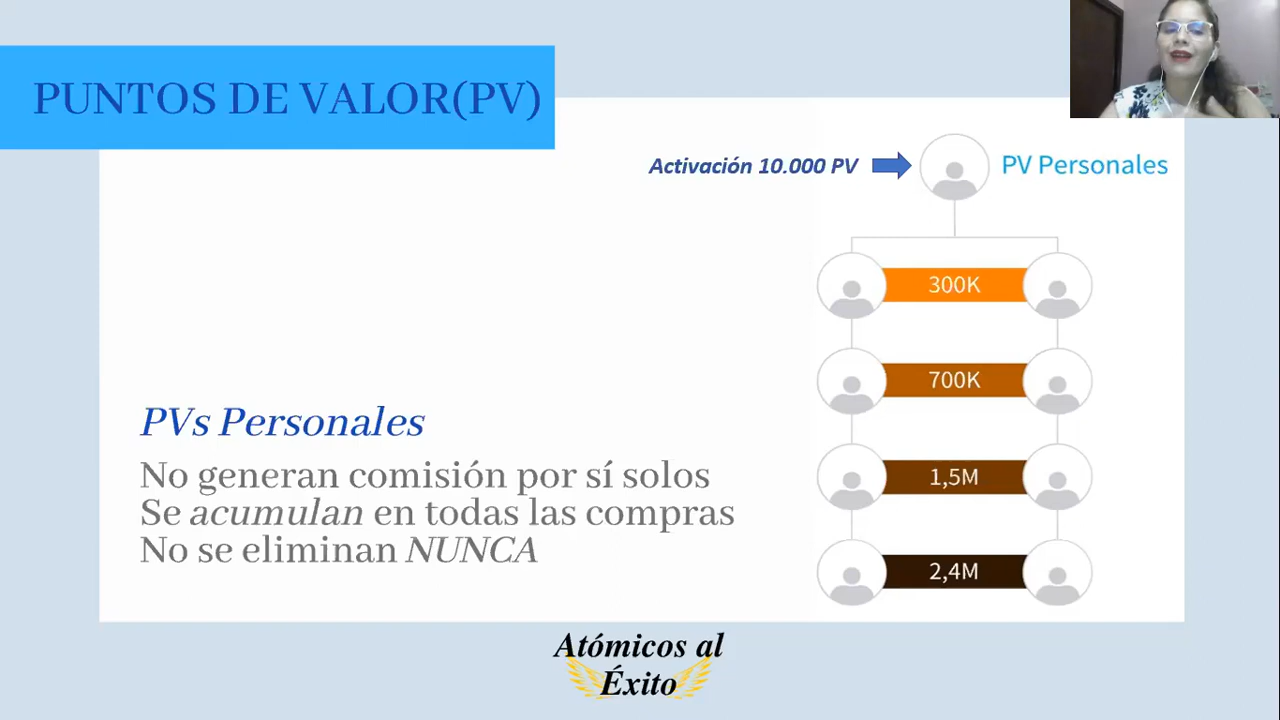 PUNTOS DE VALOR(PV)
Activación 10.000 PV
PV Personales
300K
700K
1,5M
2,4M
PVs Personales
No generan comisión por sí solos
Se acumulan en todas las compras
No se eliminan NUNCA
Atómicos al
Éxito